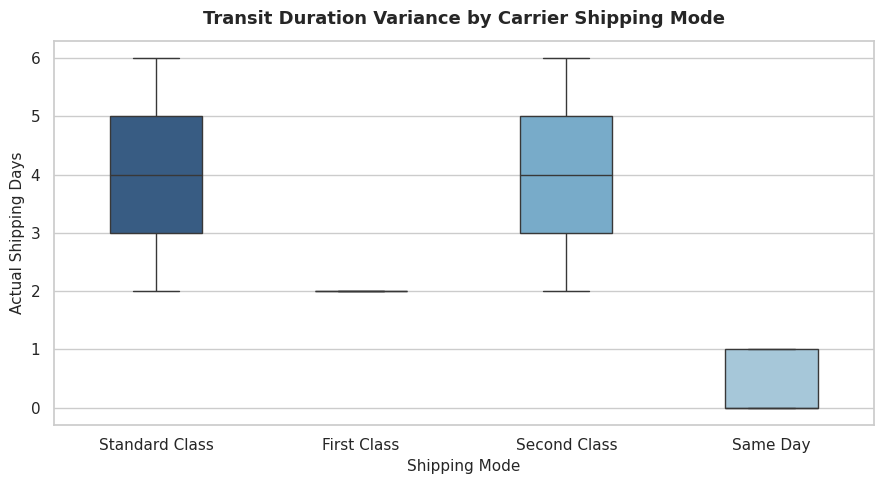 Transit Duration Variance by Carrier Shipping Mode
Actual Shipping Days
6
5
4
3
2
1
0
Standard Class
First Class
Second Class
Same Day
Shipping Mode